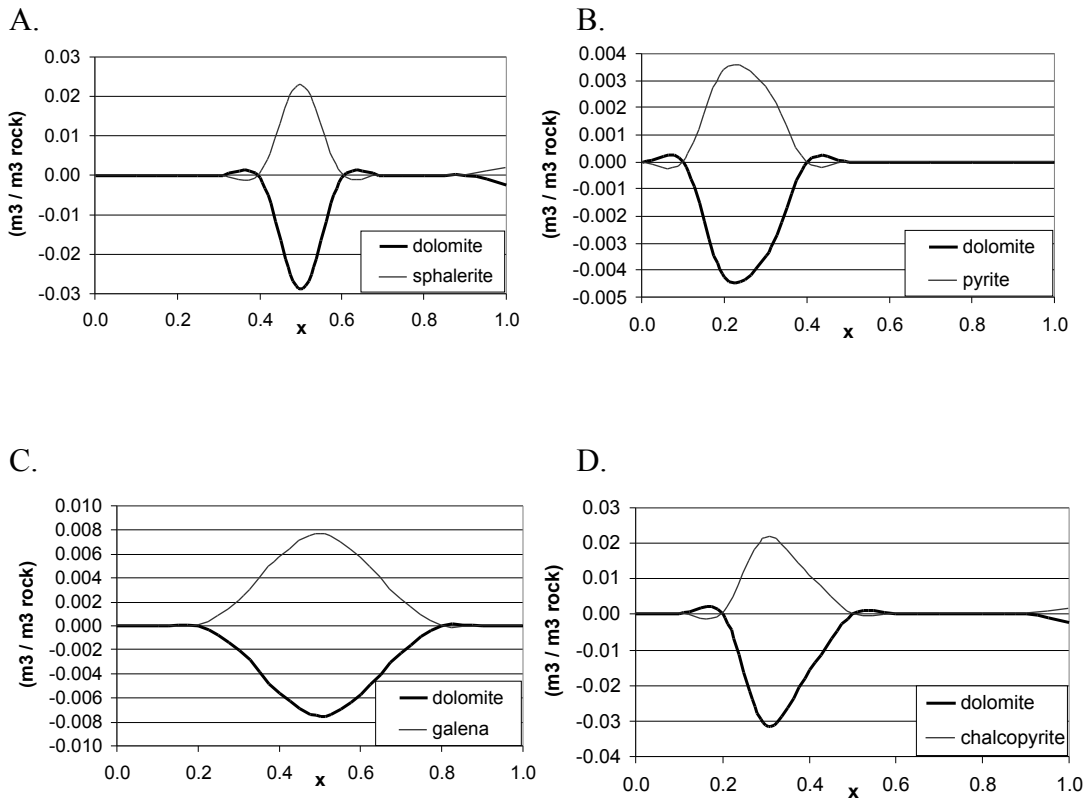 A.
(m3 / m3 rock)
0.03
0.02
0.01
0.00
-0.01
-0.02
-0.03
0.0 0.2 0.4 0.6 0.8 1.0
x
dolomite
sphalerite
B.
(m3 / m3 rock)
0.004
0.003
0.002
0.001
0.000
-0.001
-0.002
-0.003
-0.004
-0.005
0.0 0.2 0.4 0.6 0.8 1.0
x
dolomite
pyrite
C.
(m3 / m3 rock)
0.010
0.008
0.006
0.004
0.002
0.000
-0.002
-0.004
-0.006
-0.008
-0.010
0.0 0.2 0.4 0.6 0.8 1.0
x
dolomite
galena
D.
(m3 / m3 rock)
0.03
0.02
0.01
0.00
-0.01
-0.02
-0.03
-0.04
0.0 0.2 0.4 0.6 0.8 1.0
x
dolomite
chalcopyrite